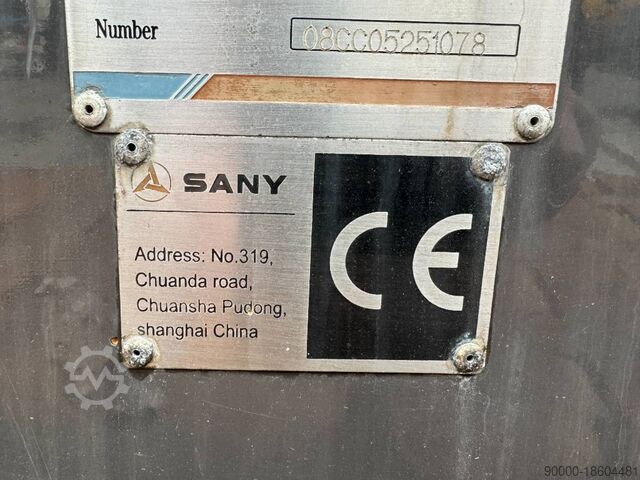 Number
08CC05251078
SANY
CE
Address: No.319,
Chuanda road,
Chuansha Pudong,
shanghai China
90000-18604481